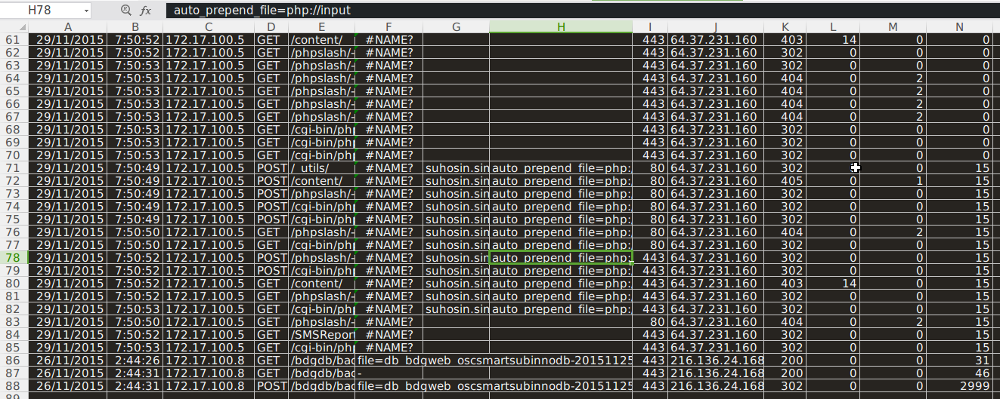 H78 fx auto_prepend_file=php://input
A B C D E F G H I J K L M N
61 29/11/2015 7:50:52 172.17.100.5 GET /content/ #NAME? 443 64.37.231.160 403 14 0 0
62 29/11/2015 7:50:52 172.17.100.5 GET /phpslash/- #NAME? 443 64.37.231.160 302 0 0 0
63 29/11/2015 7:50:53 172.17.100.5 GET /phpslash/- #NAME? 443 64.37.231.160 302 0 0 0
64 29/11/2015 7:50:53 172.17.100.5 GET /phpslash/- #NAME? 443 64.37.231.160 404 0 2 0
65 29/11/2015 7:50:53 172.17.100.5 GET /phpslash/- #NAME? 443 64.37.231.160 404 0 2 0
66 29/11/2015 7:50:53 172.17.100.5 GET /phpslash/- #NAME? 443 64.37.231.160 404 0 2 0
67 29/11/2015 7:50:53 172.17.100.5 GET /phpslash/- #NAME? 443 64.37.231.160 404 0 2 0
68 29/11/2015 7:50:53 172.17.100.5 GET /cgi-bin/php #NAME? 443 64.37.231.160 302 0 0 0
69 29/11/2015 7:50:53 172.17.100.5 GET /cgi-bin/php #NAME? 443 64.37.231.160 302 0 0 0
70 29/11/2015 7:50:53 172.17.100.5 GET /cgi-bin/php #NAME? 443 64.37.231.160 302 0 0 0
71 29/11/2015 7:50:49 172.17.100.5 POST /_utils/ #NAME? suhosin.sin auto_prepend_file=php:/ 80 64.37.231.160 302 0 15
72 29/11/2015 7:50:49 172.17.100.5 POST /content/ #NAME? suhosin.sin auto_prepend_file=php:/ 80 64.37.231.160 405 0 1 15
73 29/11/2015 7:50:49 172.17.100.5 POST /phpslash/- #NAME? suhosin.sin auto_prepend_file=php:/ 80 64.37.231.160 302 0 0 15
74 29/11/2015 7:50:49 172.17.100.5 POST /cgi-bin/php #NAME? suhosin.sin auto_prepend_file=php:/ 80 64.37.231.160 302 0 0 15
75 29/11/2015 7:50:49 172.17.100.5 POST /cgi-bin/php #NAME? suhosin.sin auto_prepend_file=php:/ 80 64.37.231.160 302 0 0 15
76 29/11/2015 7:50:50 172.17.100.5 GET /phpslash/- #NAME? suhosin.sin auto_prepend_file=php:/ 80 64.37.231.160 404 0 2 15
77 29/11/2015 7:50:50 172.17.100.5 GET /cgi-bin/php #NAME? suhosin.sin auto_prepend_file=php:/ 80 64.37.231.160 302 0 0 15
78 29/11/2015 7:50:52 172.17.100.5 POST /phpslash/- #NAME? suhosin.sin auto_prepend_file=php:/ 443 64.37.231.160 302 0 0 15
79 29/11/2015 7:50:52 172.17.100.5 POST /cgi-bin/php #NAME? suhosin.sin auto_prepend_file=php:/ 443 64.37.231.160 302 0 0 15
80 29/11/2015 7:50:52 172.17.100.5 GET /content/ #NAME? suhosin.sin auto_prepend_file=php:/ 443 64.37.231.160 403 14 0 15
81 29/11/2015 7:50:52 172.17.100.5 GET /phpslash/- #NAME? suhosin.sin auto_prepend_file=php:/ 443 64.37.231.160 302 0 0 15
82 29/11/2015 7:50:53 172.17.100.5 GET /cgi-bin/php #NAME? suhosin.sin auto_prepend_file=php:/ 443 64.37.231.160 302 0 0 15
83 29/11/2015 7:50:50 172.17.100.5 GET /phpslash/- #NAME? 80 64.37.231.160 404 0 2 15
84 29/11/2015 7:50:52 172.17.100.5 GET /SMSRepor #NAME? 443 64.37.231.160 302 0 0 15
85 29/11/2015 7:50:53 172.17.100.5 GET /cgi-bin/php #NAME? 443 64.37.231.160 302 0 0 15
86 26/11/2015 2:44:26 172.17.100.8 GET /bdgdb/bac file=db_bdgweb_oscsmartsubinnodb-20151125 443 216.136.24.168 200 0 0 31
87 26/11/2015 2:44:31 172.17.100.8 GET /bdgdb/bac - 443 216.136.24.168 200 0 0 46
88 26/11/2015 2:44:31 172.17.100.8 POST /bdgdb/bac file=db_bdgweb_oscsmartsubinnodb-20151125 443 216.136.24.168 302 0 0 2999